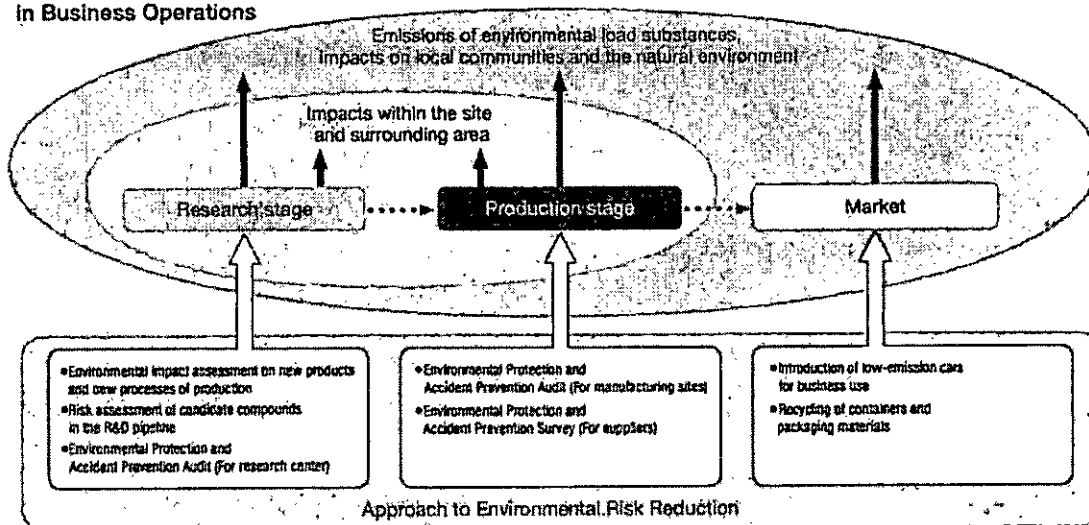 in Business Operations
Emissions of environmental load substances,
Impacts on local communities and the natural environment
Impacts within the site
and surrounding area
Research stage
Production stage
Market
•Environmental impact assessment on new products
and new processes of production
•Risk assessment of candidate compounds
in the R&D pipeline
•Environmental Protection and
Accident Prevention Audit (For research center)
•Environmental Protection and
Accident Prevention Audit (For manufacturing sites)
•Environmental Protection and
Accident Prevention Survey (For suppliers)
•Introduction of low-emission cars
for business use
•Recycling of containers and
packaging materials
Approach to Environmental Risk Reduction